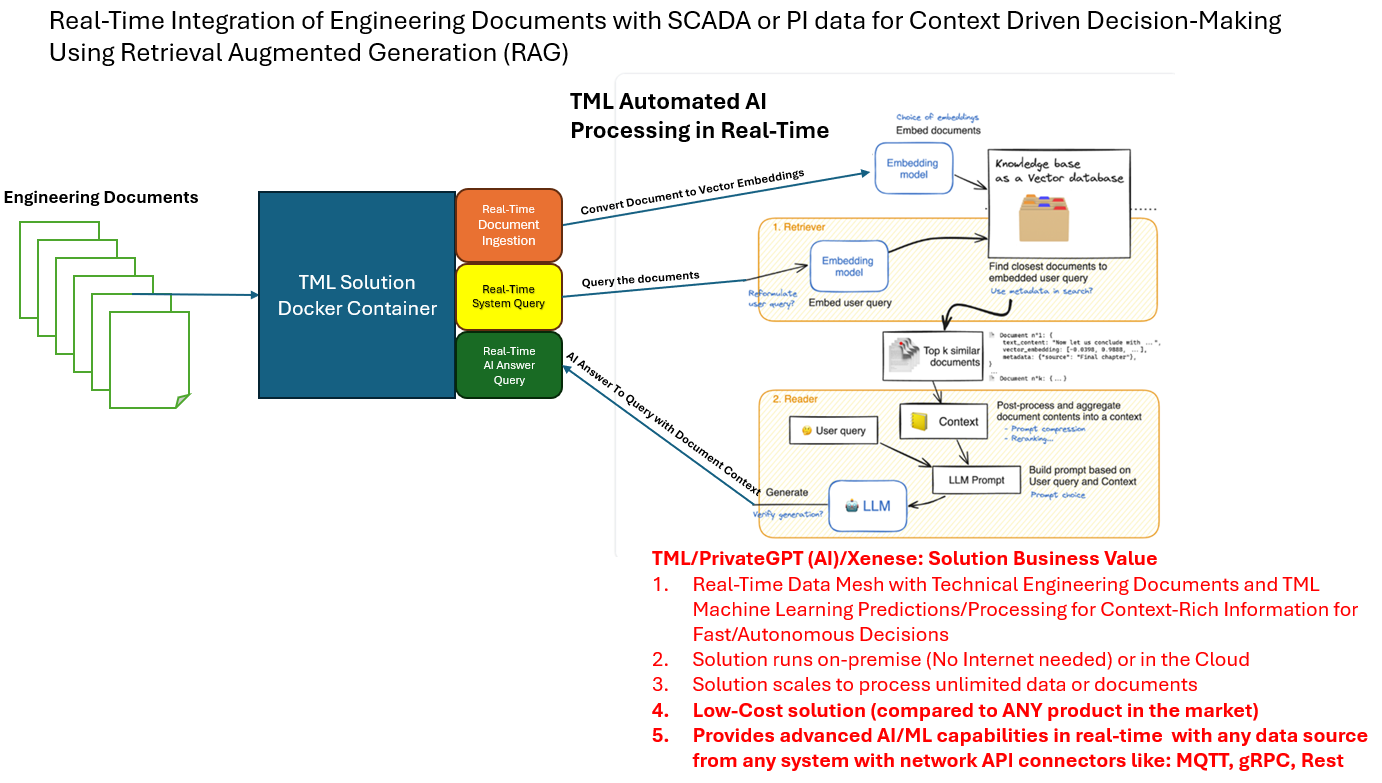 Real-Time Integration of Engineering Documents with SCADA or PI data for Context Driven Decision-Making
Using Retrieval Augmented Generation (RAG)
TML Automated AI
Processing in Real-Time
Engineering Documents
TML Solution
Docker Container
Real-Time
Document
Ingestion
Real-Time
System Query
Real-Time
AI Answer
Query
Convert Document to Vector Embeddings
Query the documents
AI Answer To Query with Document Context
Choice of embeddings
Embed documents
Embedding
model
Knowledge base
as a Vector database
1. Retriever
Embedding
model
Reformulate
user query?
Embed user query
Find closest documents to
embedded user query
Use metadata in search?
Top k similar
documents
Document n°1: {
text_content: "Now let us conclude with ...",
vector_embedding: [-0.0398, 0.9888, ...],
metadata: {"source": "Final chapter"},
}
...
Document n°k: {...}
2. Reader
User query
Context
Post-process and aggregate
document contents into a context
- Prompt compression
- Reranking...
LLM Prompt
Build prompt based on
User query and Context
Prompt choice
Generate
Verify generation?
LLM
TML/PrivateGPT (AI)/Xenese: Solution Business Value
1. Real-Time Data Mesh with Technical Engineering Documents and TML
Machine Learning Predictions/Processing for Context-Rich Information for
Fast/Autonomous Decisions
2. Solution runs on-premise (No Internet needed) or in the Cloud
3. Solution scales to process unlimited data or documents
4. Low-Cost solution (compared to ANY product in the market)
5. Provides advanced AI/ML capabilities in real-time with any data source
from any system with network API connectors like: MQTT, gRPC, Rest